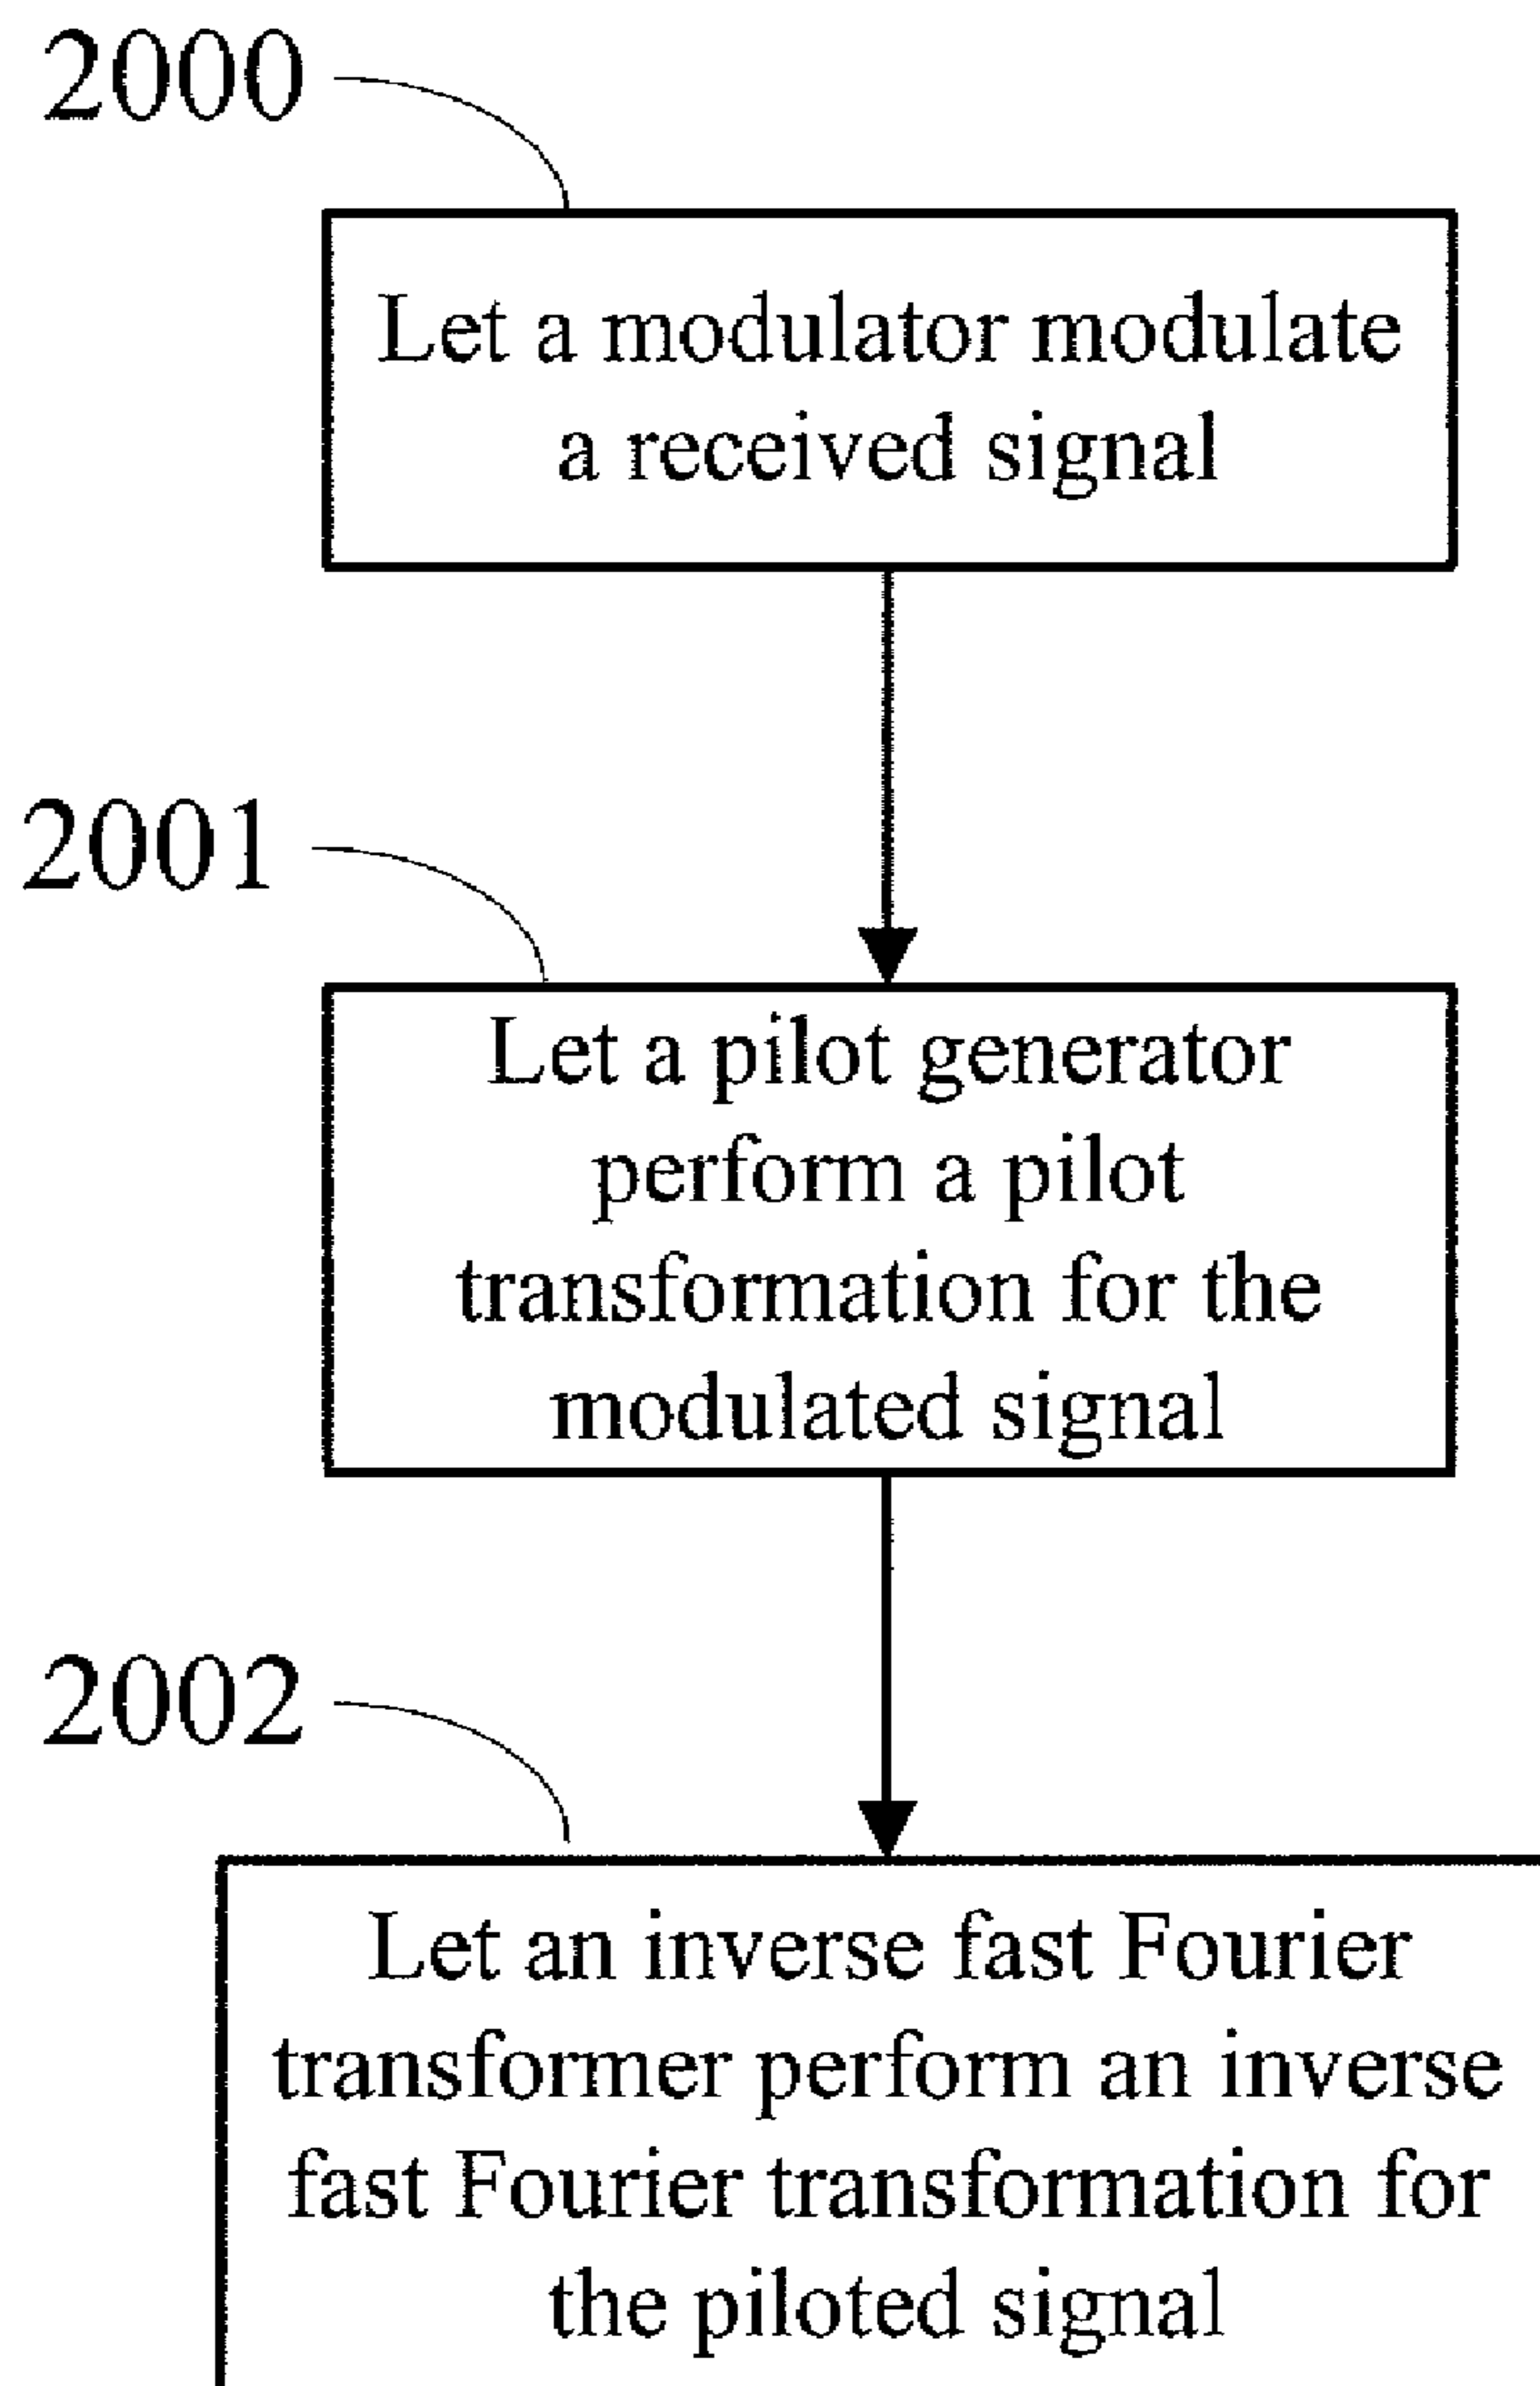 2000
Let a modulator modulate
a received signal
2001
Let a pilot generator
perform a pilot
transformation for the
modulated signal
2002
Let an inverse fast Fourier
transformer perform an inverse
fast Fourier transformation for
the piloted signal